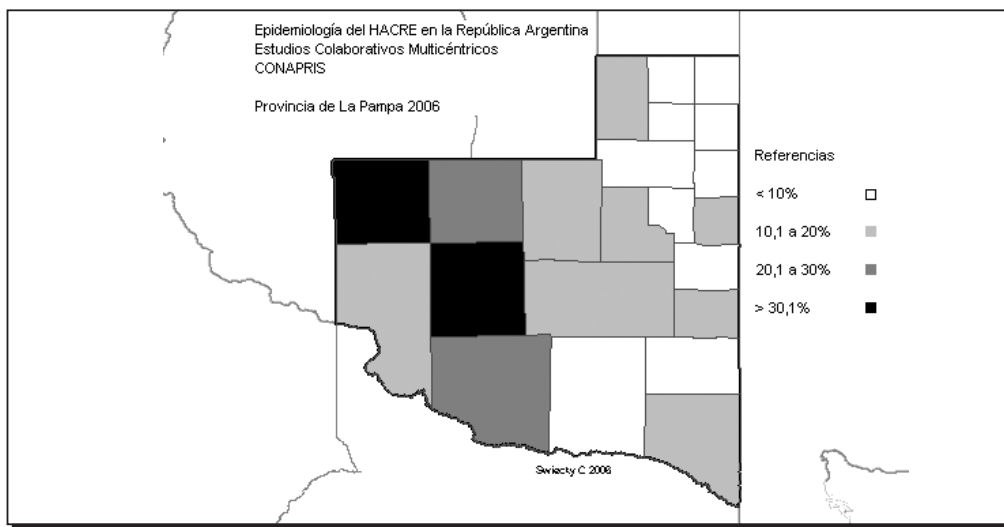 Epidemiología del HACRE en la República Argentina
Estudios Colaborativos Multicéntricos
CONAPRIS
Provincia de La Pampa 2006
Referencias
< 10%
10,1 a 20%
20,1 a 30%
> 30,1%
Swiecty C 2006